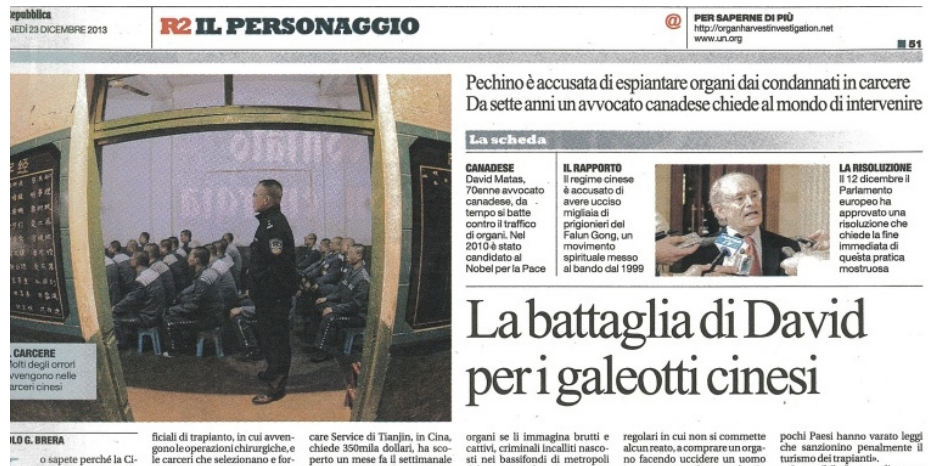 epubblica
NEDÌ 23 DICEMBRE 2013
R2 IL PERSONAGGIO
@
PER SAPERNE DI PIÙ
http://organharvestinvestigation.net
www.un.org
51
Pechino è accusata di espiantare organi dai condannati in carcere
Da sette anni un avvocato canadese chiede al mondo di intervenire
La scheda
CANADESE
David Matas,
70enne avvocato
canadese, da
tempo si batte
contro il traffico
di organi. Nel
2010 è stato
candidato al
Nobel per la Pace
IL RAPPORTO
Il regime cinese
è accusato di
avere ucciso
migliaia di
prigionieri del
Falun Gong, un
movimento
spirituale messo
al bando dal 1999
LA RISOLUZIONE
Il 12 dicembre il
Parlamento
europeo ha
approvato una
risoluzione che
chiede la fine
immediata di
questa pratica
mostruosa
La battaglia di David
per i galeotti cinesi
CARCERE
Molti degli orrori
avvengono nelle
carceri cinesi
OLO G. BRERA
o sapete perché la Ci-
ficiali di trapianto, in cui avven-
gono le operazioni chirurgiche, e
le carceri che selezionano e for-
care Service di Tianjin, in Cina,
chiede 350mila dollari, ha sco-
perto un mese fa il settimanale
organi se li immagina brutti e
cattivi, criminali incalliti nasco-
sti nei bassifondi di metropoli
regolari in cui non si commette
alcun reato, a comprare un orga-
no facendo uccidere un uomo
pochi Paesi hanno varato leggi
che sanzionino penalmente il
turismo dei trapianti».